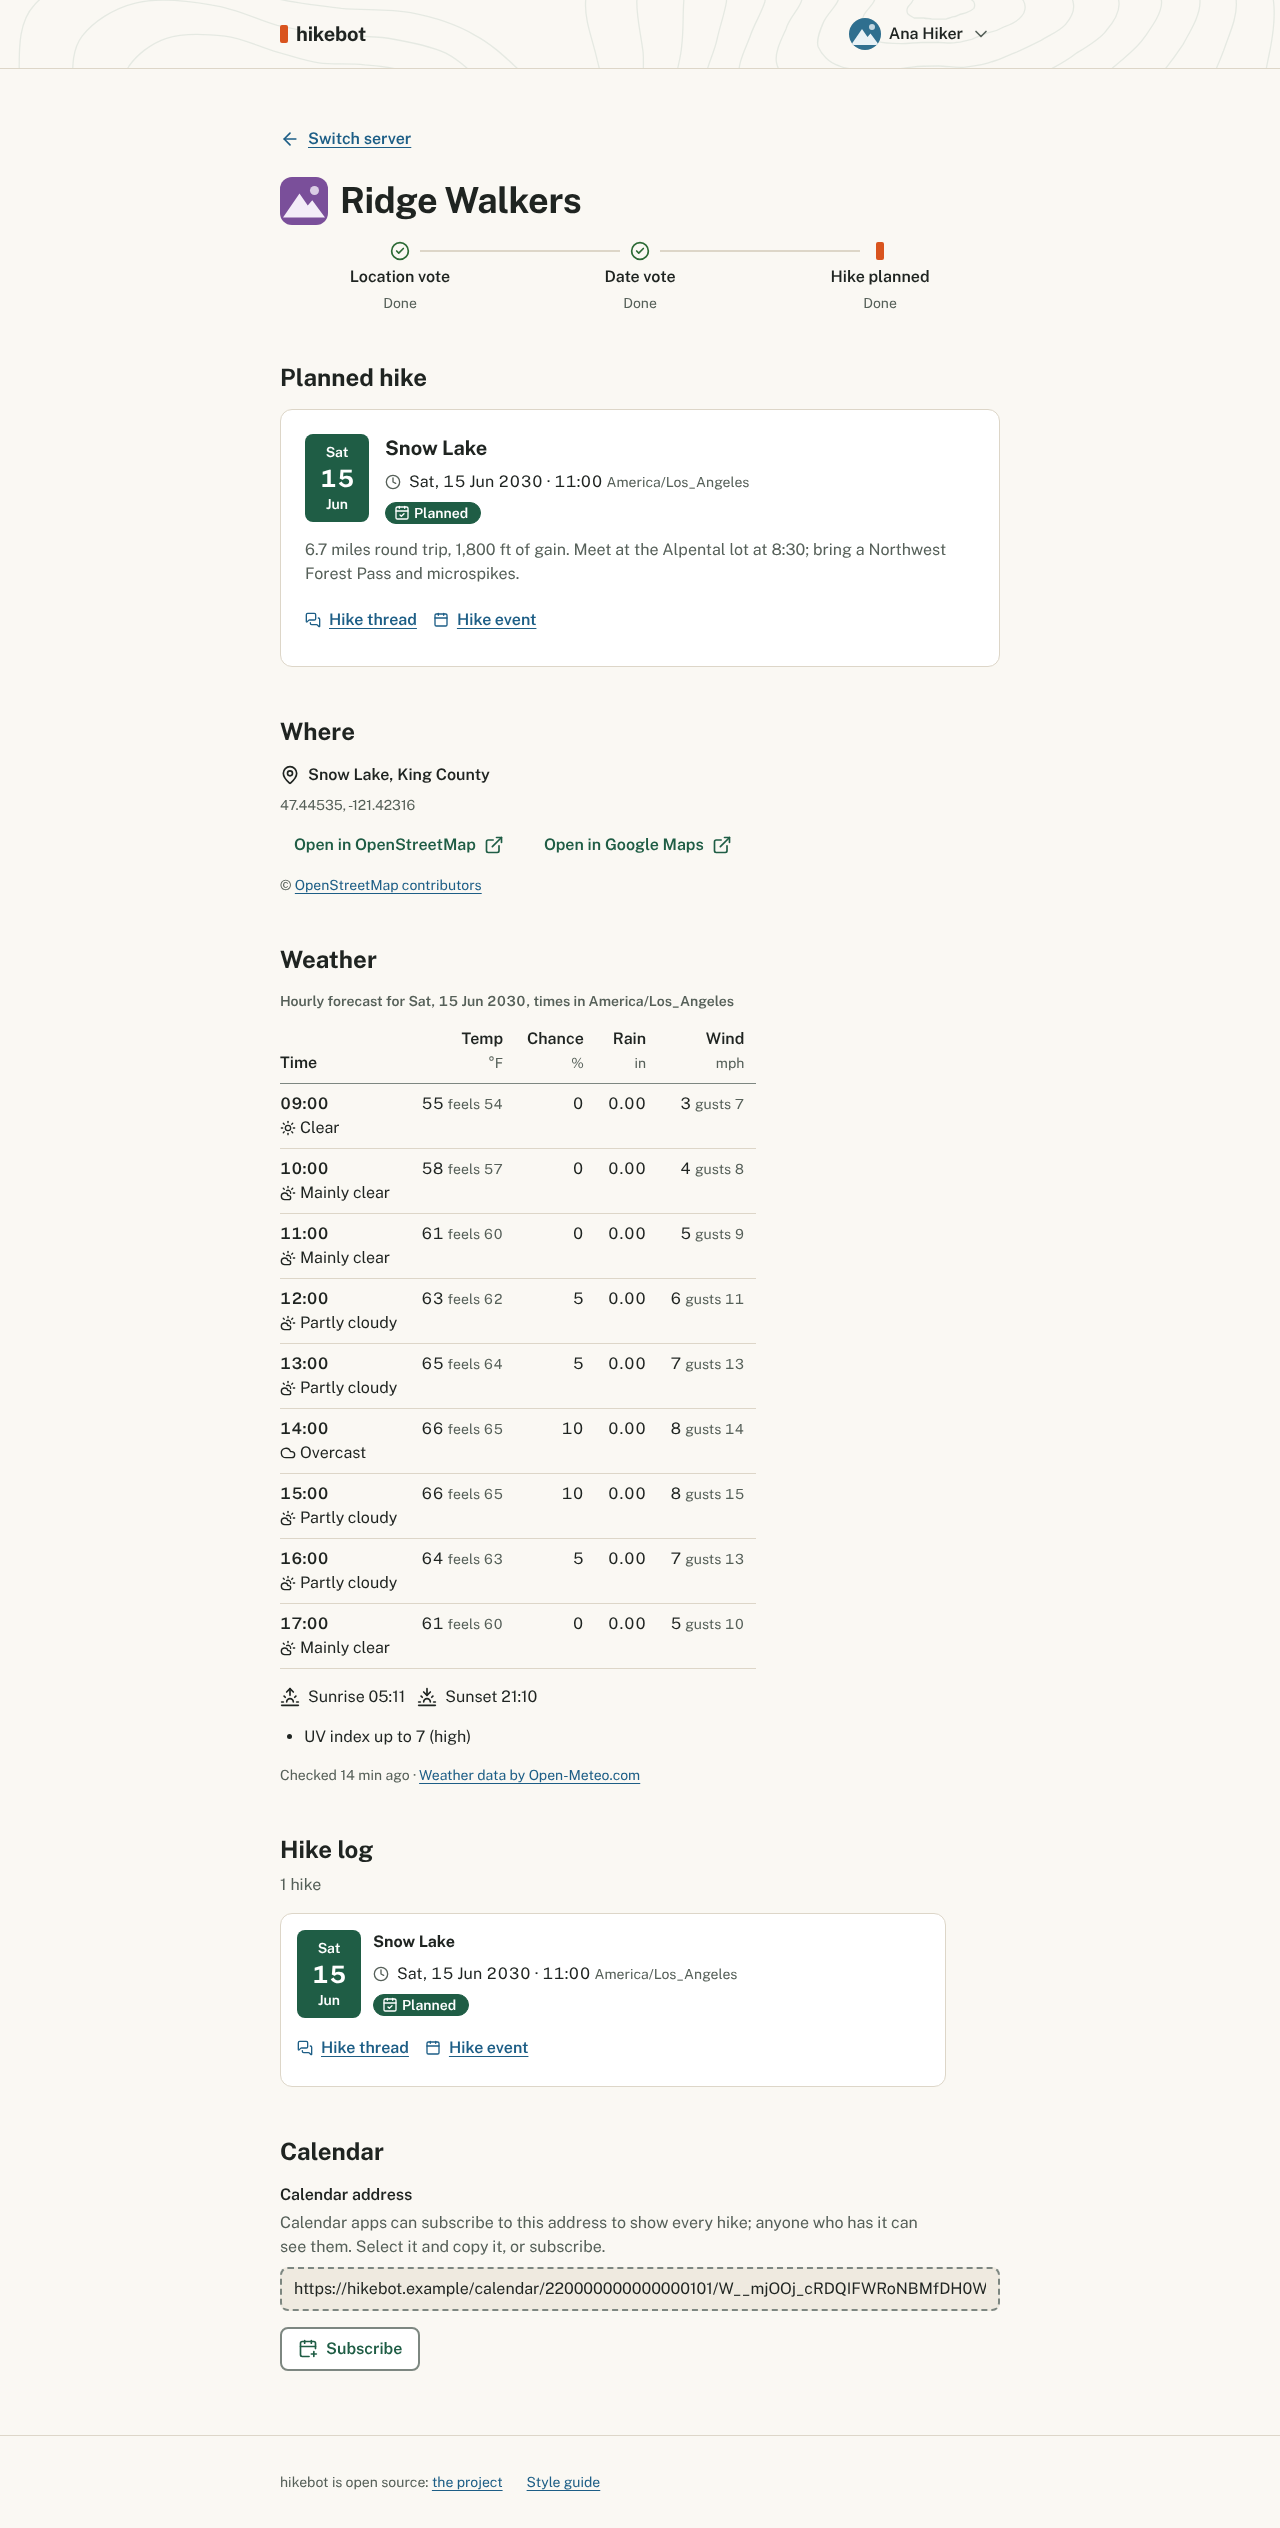 hikebot
Ana Hiker
Switch server
Ridge Walkers
Location vote
Done
Date vote
Done
Hike planned
Done
Planned hike
Sat
15
Jun
Snow Lake
Sat, 15 Jun 2030 · 11:00 America/Los_Angeles
Planned
6.7 miles round trip, 1,800 ft of gain. Meet at the Alpental lot at 8:30; bring a Northwest
Forest Pass and microspikes.
Hike thread Hike event
Where
Snow Lake, King County
47.44535, -121.42316
Open in OpenStreetMap Open in Google Maps
© OpenStreetMap contributors
Weather
Hourly forecast for Sat, 15 Jun 2030, times in America/Los_Angeles
Temp Chance Rain Wind
Time °F % in mph
09:00 55 feels 54 0 0.00 3 gusts 7
Clear
10:00 58 feels 57 0 0.00 4 gusts 8
Mainly clear
11:00 61 feels 60 0 0.00 5 gusts 9
Mainly clear
12:00 63 feels 62 5 0.00 6 gusts 11
Partly cloudy
13:00 65 feels 64 5 0.00 7 gusts 13
Partly cloudy
14:00 66 feels 65 10 0.00 8 gusts 14
Overcast
15:00 66 feels 65 10 0.00 8 gusts 15
Partly cloudy
16:00 64 feels 63 5 0.00 7 gusts 13
Partly cloudy
17:00 61 feels 60 0 0.00 5 gusts 10
Mainly clear
Sunrise 05:11 Sunset 21:10
• UV index up to 7 (high)
Checked 14 min ago · Weather data by Open-Meteo.com
Hike log
1 hike
Sat
15
Jun
Snow Lake
Sat, 15 Jun 2030 · 11:00 America/Los_Angeles
Planned
Hike thread Hike event
Calendar
Calendar address
Calendar apps can subscribe to this address to show every hike; anyone who has it can
see them. Select it and copy it, or subscribe.
https://hikebot.example/calendar/220000000000000101/W__mjOOj_cRDQIFWRoNBMfDH0W
Subscribe
hikebot is open source: the project Style guide